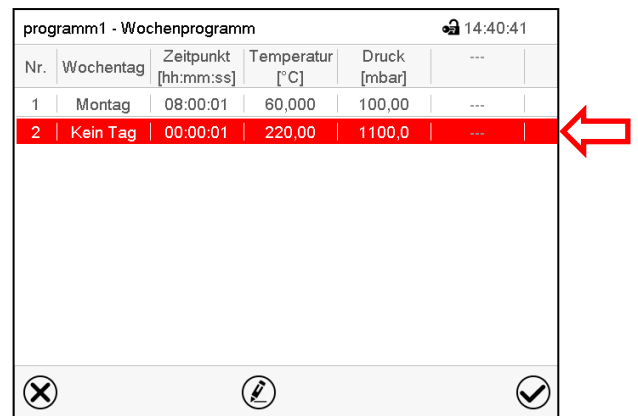 programm1 - Wochenprogramm 14:40:41
Nr. Wochentag Zeitpunkt [hh:mm:ss] Temperatur [°C] Druck [mbar] ---
1 Montag 08:00:01 60,000 100,00 ---
2 Kein Tag 00:00:01 220,00 1100,0 ---